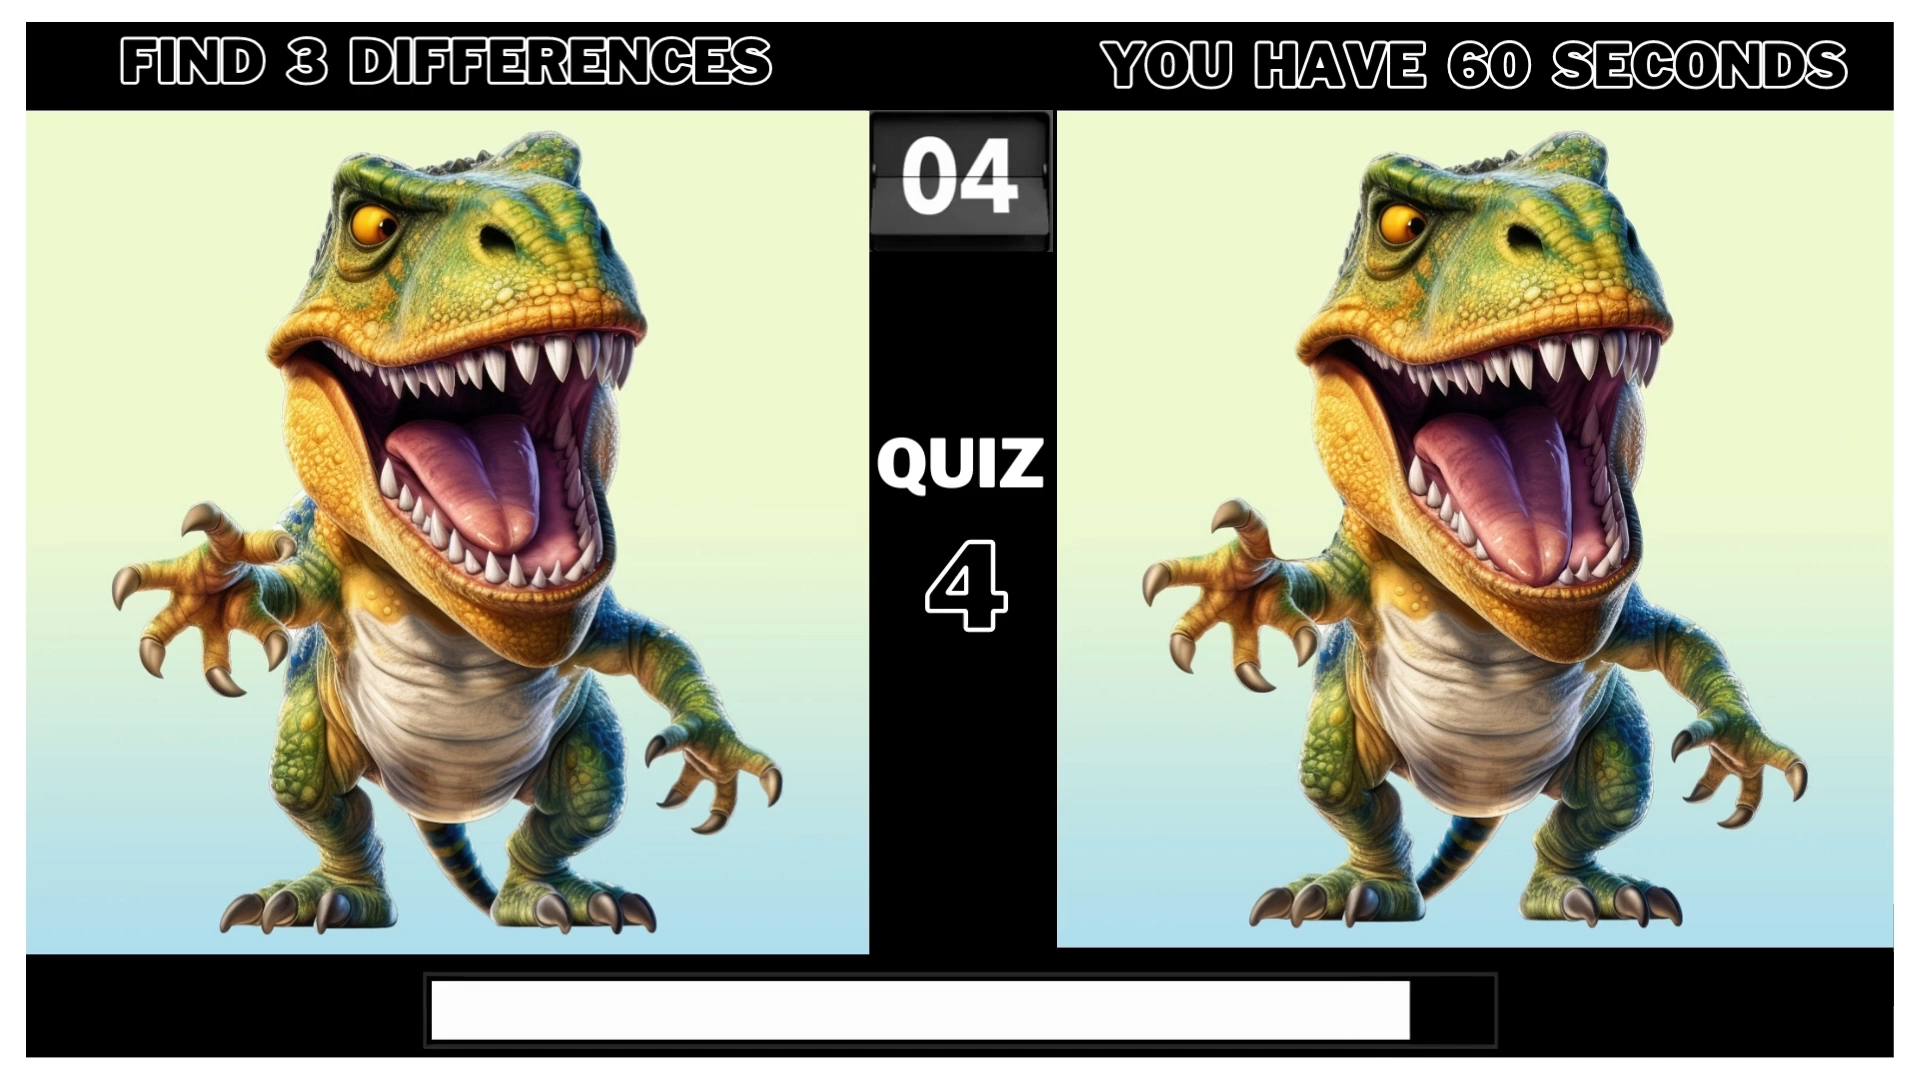 FIND 3 DIFFERENCES
YOU HAVE 60 SECONDS
04
QUIZ
4